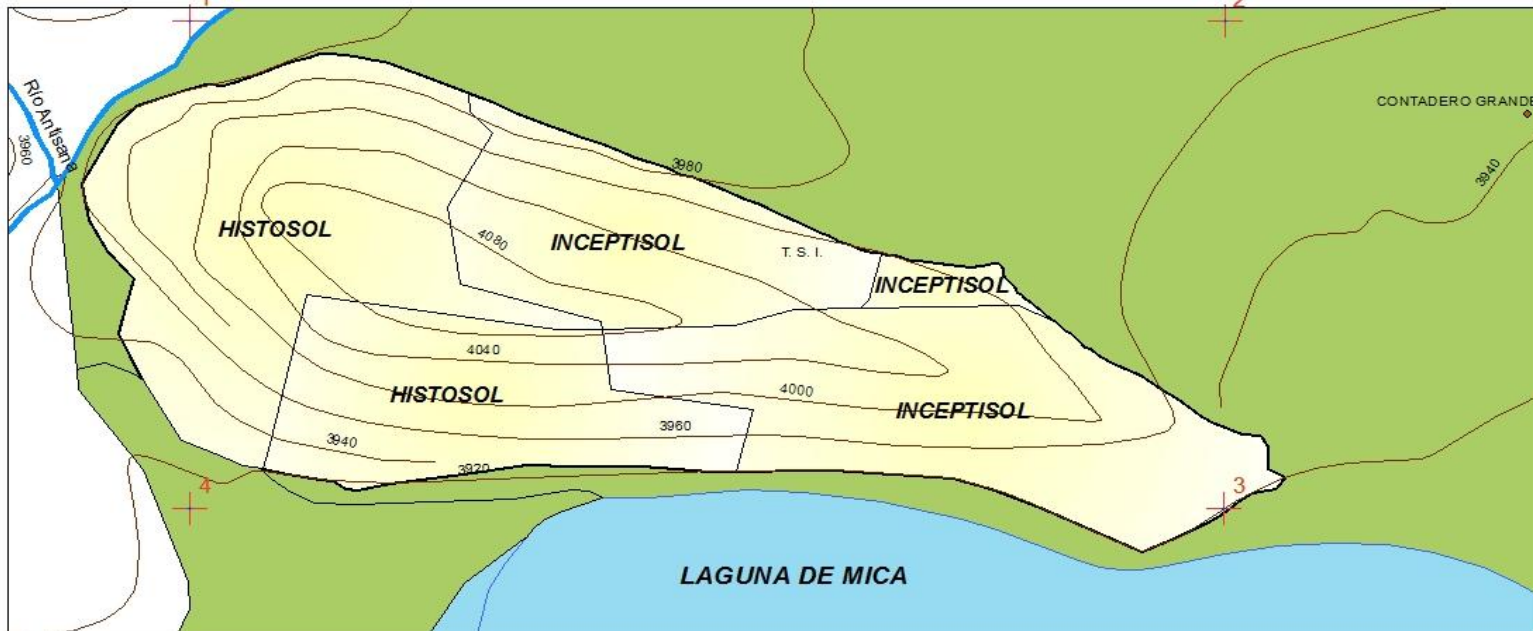 1
2
CONTADERO GRANDE
Río Antisana
3960
3980
3940
HISTOSOL
4080
INCEPTISOL
T. S. I.
INCEPTISOL
4040
HISTOSOL
4000
INCEPTISOL
3960
3940
3920
4
3
LAGUNA DE MICA